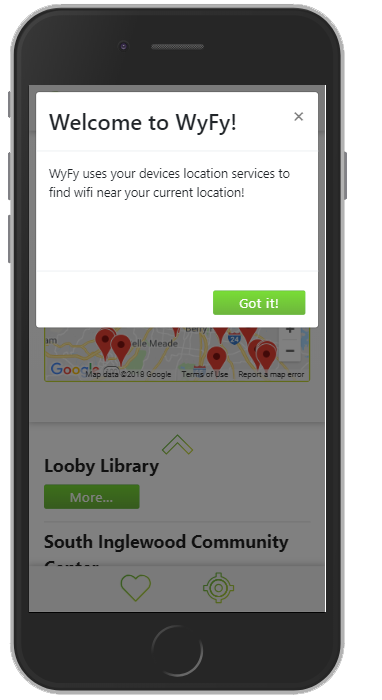 Welcome to WyFy!
×
WyFy uses your devices location services to
find wifi near your current location!
Got it!
elle Meade
24
Google
Map data ©2018 Google
Terms of Use
Report a map error
Looby Library
More...
South Inglewood Community
Center